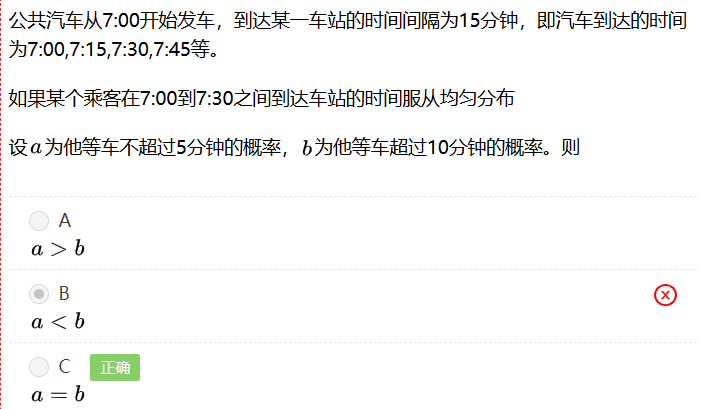 公共汽车从7:00开始发车，到达某一车站的时间间隔为15分钟，即汽车到达的时间
为7:00,7:15,7:30,7:45等。
如果某个乘客在7:00到7:30之间到达车站的时间服从均匀分布
设a为他等车不超过5分钟的概率，b为他等车超过10分钟的概率。则
A
a > b
B
a < b
C 正确
a = b